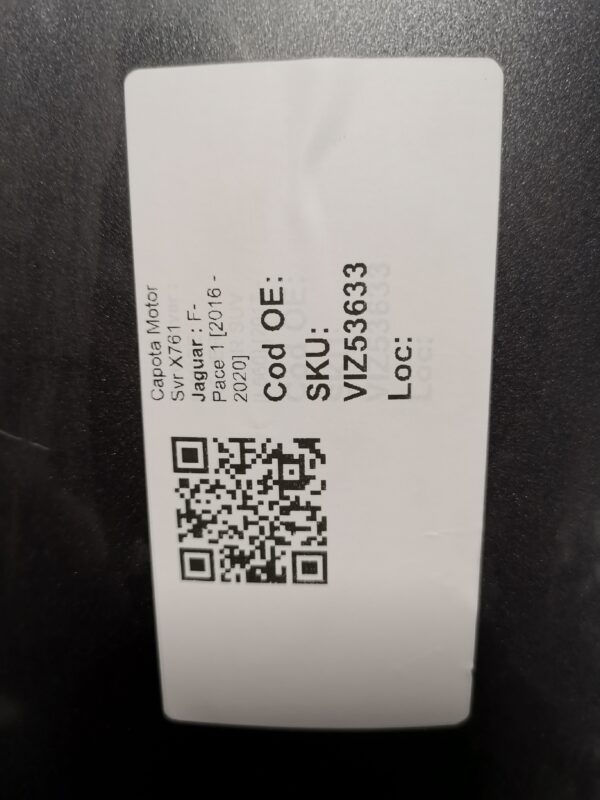 Capota Motor
Svr X761
Jaguar : F-
Pace 1 [2016 -
2020]
Cod OE:
SKU:
VIZ53633
Loc: